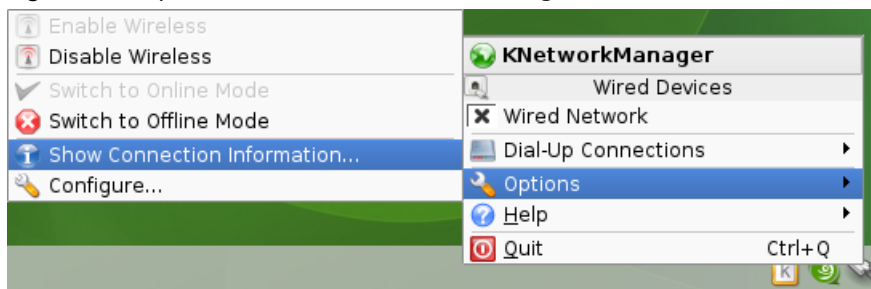 Enable Wireless
Disable Wireless
Switch to Online Mode
Switch to Offline Mode
Show Connection Information...
Configure...
KNetworkManager
Wired Devices
Wired Network
Dial-Up Connections
Options
Help
Quit Ctrl+Q
K